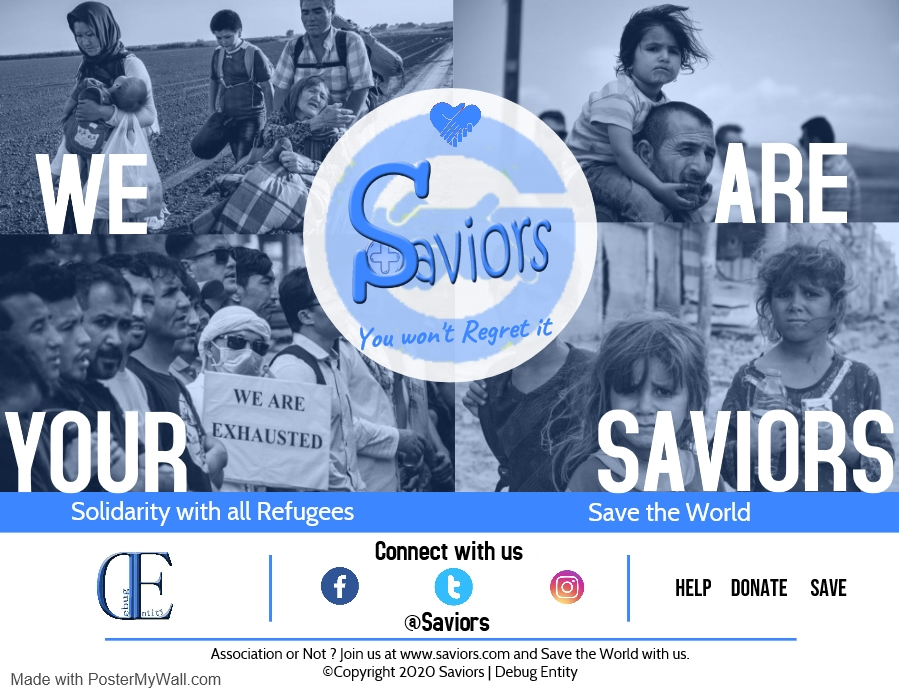 WE
ARE
Saviors
You won't Regret it
WE ARE
EXHAUSTED
YOUR
SAVIORS
Solidarity with all Refugees
Save the World
Debug
Entity
Connect with us
@Saviors
HELP DONATE SAVE
Association or Not ? Join us at www.saviors.com and Save the World with us.
©Copyright 2020 Saviors | Debug Entity
Made with PosterMyWall.com